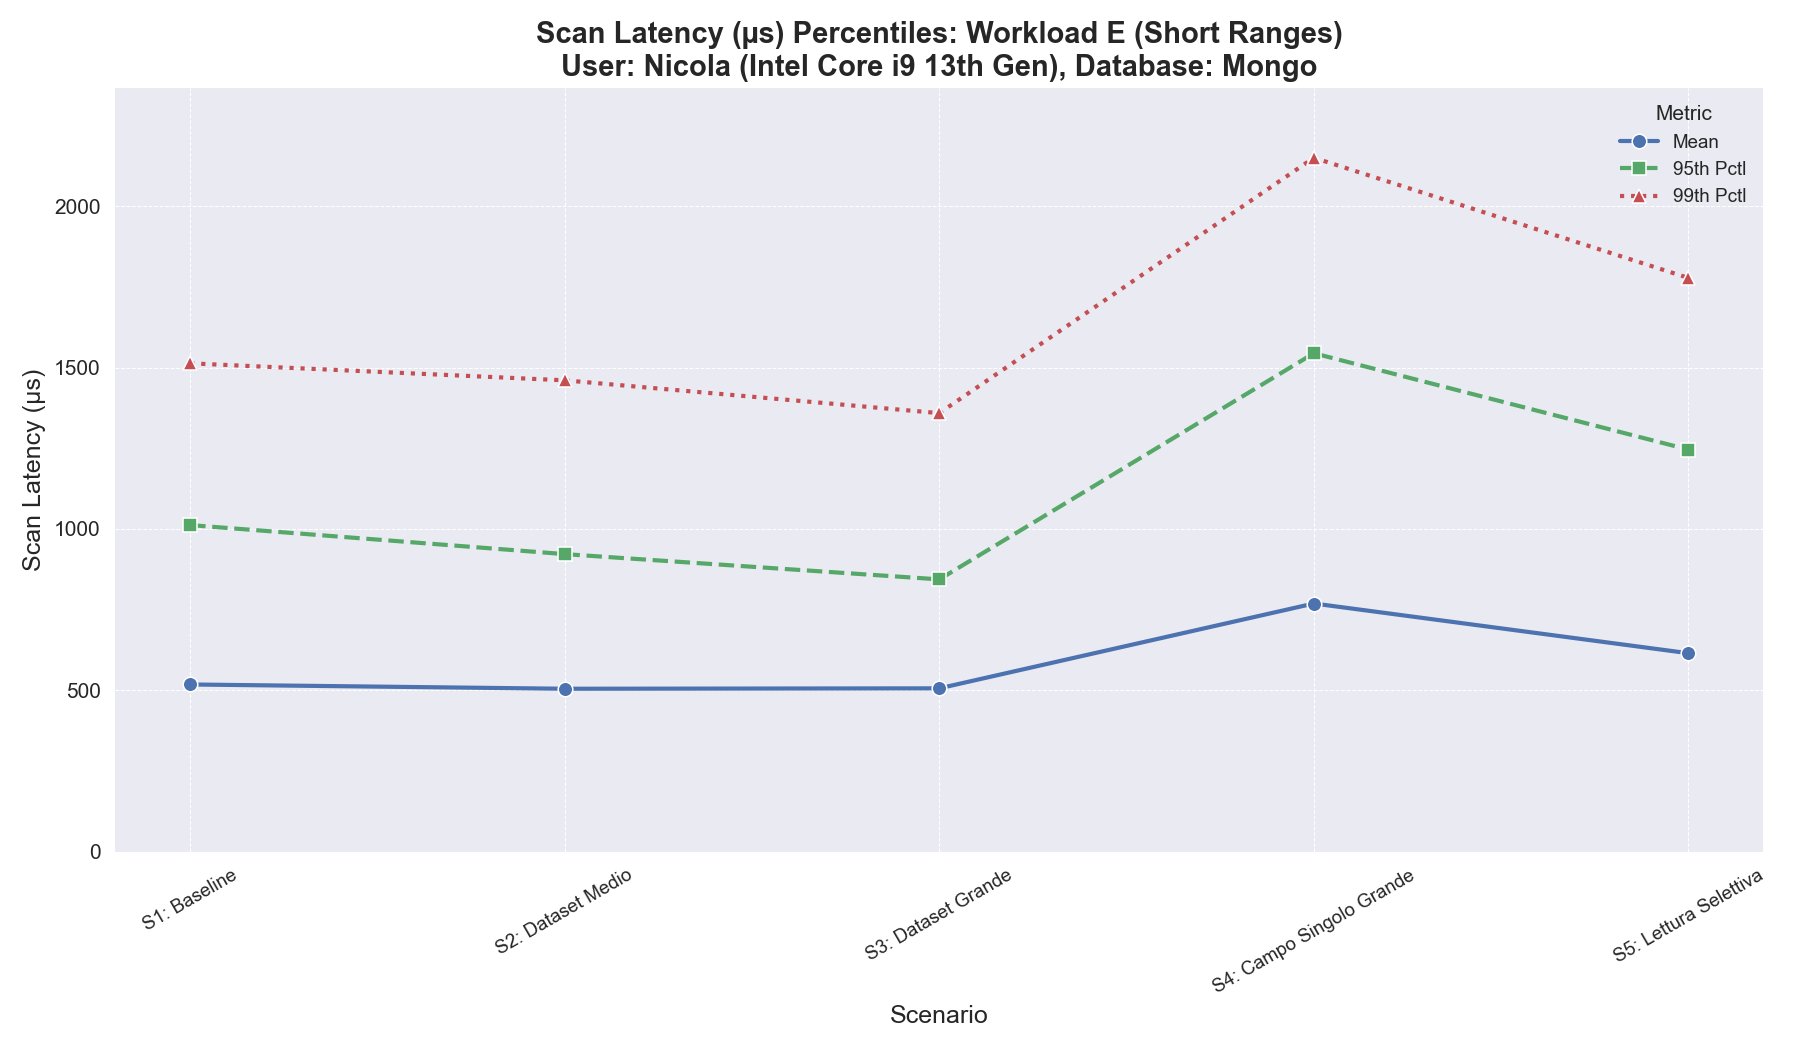 Scan Latency (µs) Percentiles: Workload E (Short Ranges)
User: Nicola (Intel Core i9 13th Gen), Database: Mongo
Metric
Mean
95th Pctl
99th Pctl
Scan Latency (µs)
2000
1500
1000
500
0
S1: Baseline
S2: Dataset Medio
S3: Dataset Grande
S4: Campo Singolo Grande
S5: Lettura Selettiva
Scenario